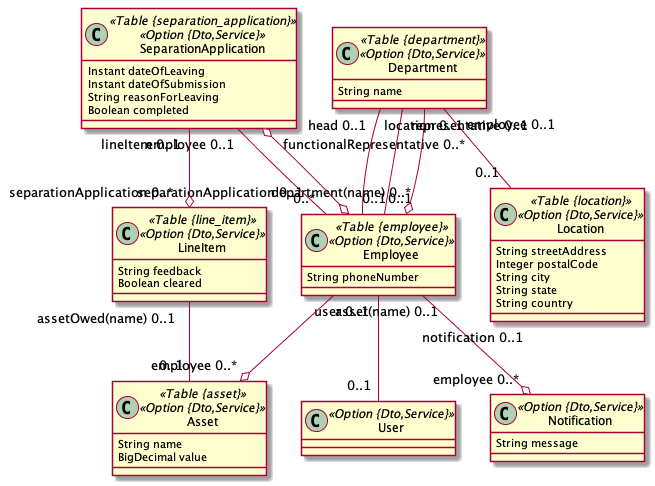 «Table {separation_application}»
«Option {Dto,Service}»
SeparationApplication
Instant dateOfLeaving
Instant dateOfSubmission
String reasonForLeaving
Boolean completed
«Table {department}»
«Option {Dto,Service}»
Department
String name
lineItem 0..1
employee 0..1
head 0..1
location 0..1
representative 0..1
employee 0..1
functionalRepresentative 0..*
separationApplication 0..*
separationApplication 0..1
department(name) 0..*
0..1
0..1
0..1
«Table {line_item}»
«Option {Dto,Service}»
LineItem
String feedback
Boolean cleared
«Table {employee}»
«Option {Dto,Service}»
Employee
String phoneNumber
«Table {location}»
«Option {Dto,Service}»
Location
String streetAddress
Integer postalCode
String city
String state
String country
assetOwed(name) 0..1
user 0..1
asset(name) 0..1
notification 0..1
0..1
employee 0..*
0..1
employee 0..*
«Table {asset}»
«Option {Dto,Service}»
Asset
String name
BigDecimal value
«Option {Dto,Service}»
User
«Option {Dto,Service}»
Notification
String message